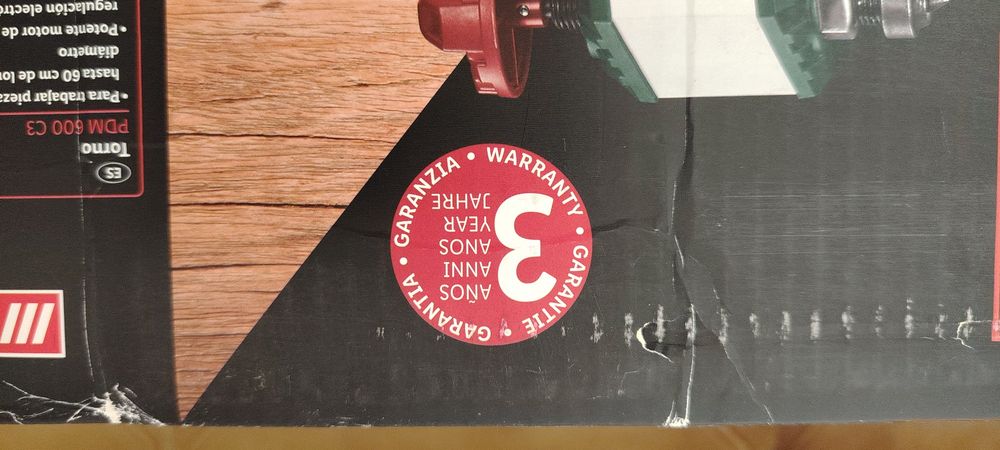 ES
Torno
PDM 600 C3
• Para trabajar
hasta 60 cm de
diámetro
• Potente motor de
regulación
3
AÑOS
ANNI
ANOS
YEAR
JAHRE
GARANTIA • GARANZIA • WARRANTY • GARANTIE •